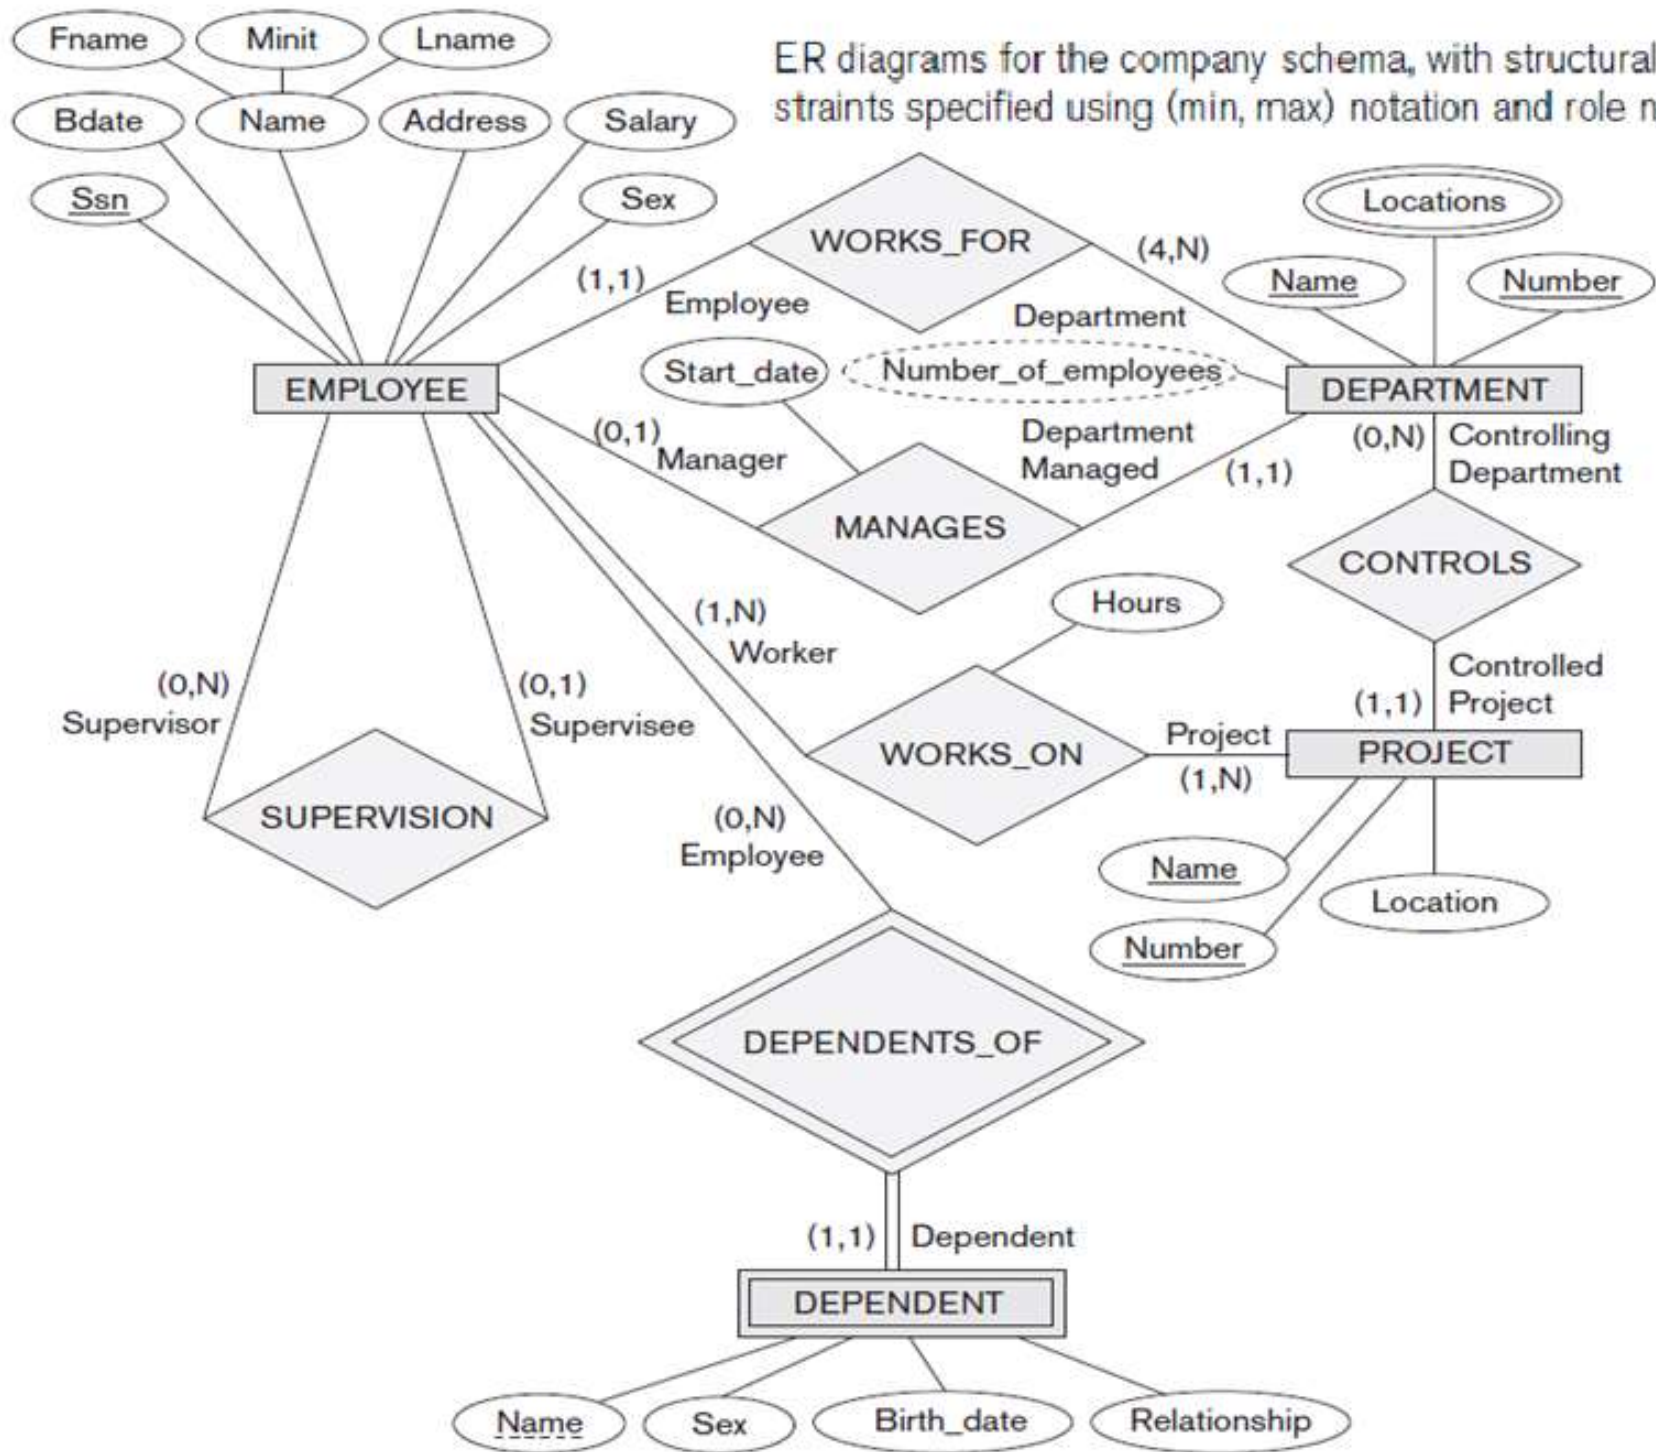 Fname
Minit
Lname
ER diagrams for the company schema, with structural
straints specified using (min, max) notation and role n
Bdate
Name
Address
Salary
Ssn
Sex
WORKS_FOR
Locations
(1,1)
Employee
(4,N)
Department
Name
Number
EMPLOYEE
Start_date
Number_of_employees
DEPARTMENT
(0,1)
Manager
Department
Managed
(1,1)
(0,N)
Controlling
Department
MANAGES
CONTROLS
Hours
(1,N)
Worker
(0,N)
Supervisor
(0,1)
Supervisee
Controlled
Project
(1,1)
WORKS_ON
Project
(1,N)
PROJECT
SUPERVISION
(0,N)
Employee
Name
Number
Location
DEPENDENTS_OF
(1,1)
Dependent
DEPENDENT
Name
Sex
Birth_date
Relationship